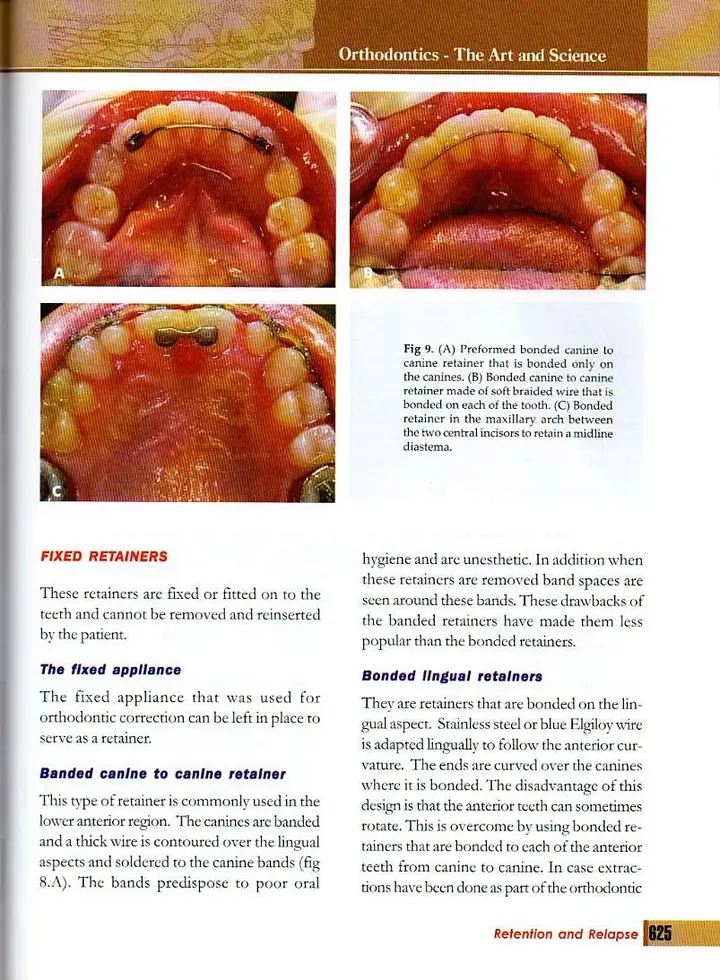 Orthodontics - The Art and Science
A
B
C
Fig 9. (A) Preformed bonded canine to
canine retainer that is bonded only on
the canines. (B) Bonded canine to canine
retainer made of soft braided wire that is
bonded on each of the tooth. (C) Bonded
retainer in the maxillary arch between
the two central incisors to retain a midline
diastema.
FIXED RETAINERS
These retainers are fixed or fitted on to the
teeth and cannot be removed and reinserted
by the patient.
The fixed appliance
The fixed appliance that was used for
orthodontic correction can be left in place to
serve as a retainer.
Banded canine to canine retainer
This type of retainer is commonly used in the
lower anterior region. The canines are banded
and a thick wire is contoured over the lingual
aspects and soldered to the canine bands (fig
8.A). The bands predispose to poor oral
hygiene and are unesthetic. In addition when
these retainers are removed band spaces are
seen around these bands. These drawbacks of
the banded retainers have made them less
popular than the bonded retainers.
Bonded lingual retainers
They are retainers that are bonded on the lin-
gual aspect. Stainless steel or blue Elgiloy wire
is adapted lingually to follow the anterior cur-
vature. The ends are curved over the canines
where it is bonded. The disadvantage of this
design is that the anterior teeth can sometimes
rotate. This is overcome by using bonded re-
tainers that are bonded to each of the anterior
teeth from canine to canine. In case extrac-
tions have been done as part of the orthodontic
Retention and Relapse 625